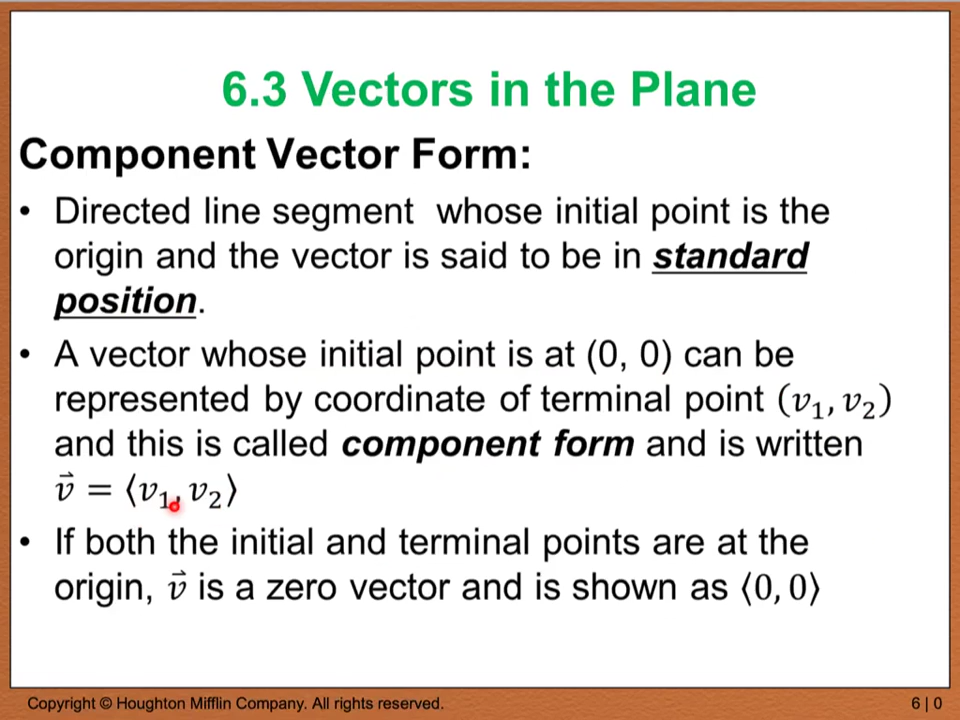 6.3 Vectors in the Plane
Component Vector Form:
• Directed line segment whose initial point is the
origin and the vector is said to be in standard
position.
• A vector whose initial point is at (0, 0) can be
represented by coordinate of terminal point (𝑣₁, 𝑣₂)
and this is called component form and is written
𝑣⃗ = ⟨𝑣₁, 𝑣₂⟩
• If both the initial and terminal points are at the
origin, 𝑣⃗ is a zero vector and is shown as ⟨0, 0⟩
Copyright © Houghton Mifflin Company. All rights reserved.
6 | 0